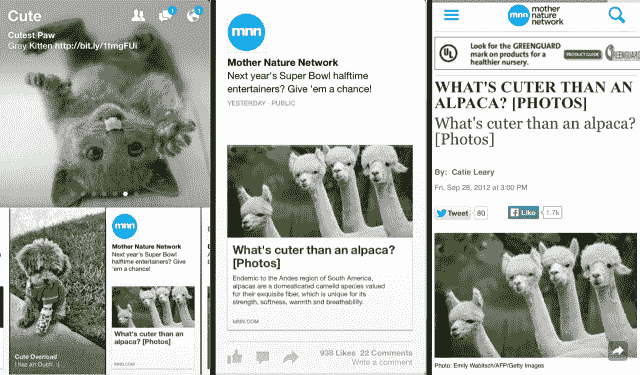 Cute
1
1
Cutest Paw
Gray Kitten http://bit.ly/1fmgFUi
mnn
Mother Nature Network
Next year's Super Bowl
halftime entertainers? Give
'em a chance!
What's cuter than an
alpaca? [Photos]
MNN.COM
Cute Overload
I haz an Ouch. :(
mnn
Mother Nature Network
Next year's Super Bowl halftime
entertainers? Give 'em a chance!
YESTERDAY · PUBLIC
What's cuter than an alpaca?
[Photos]
Endemic to the Andes region of South America,
alpacas are a domesticated camelid species valued
for their exquisite fiber, which is unique for its
strength, softness, warmth and breathability.
MNN.COM
938 Likes 22 Comments
Write a comment
mnn
mother
nature
network
UL
Look for the GREENGUARD
mark on products for a
healthier nursery.
PRODUCT GUIDE
GREENGUARD
WHAT'S CUTER THAN AN
ALPACA? [PHOTOS]
What's cuter than an alpaca?
[Photos]
By: Catie Leary
Fri, Sep 28, 2012 at 3:00 PM
Tweet 80
Like 1.7k
Photo: Emily Wabitsch/AFP/Getty Images